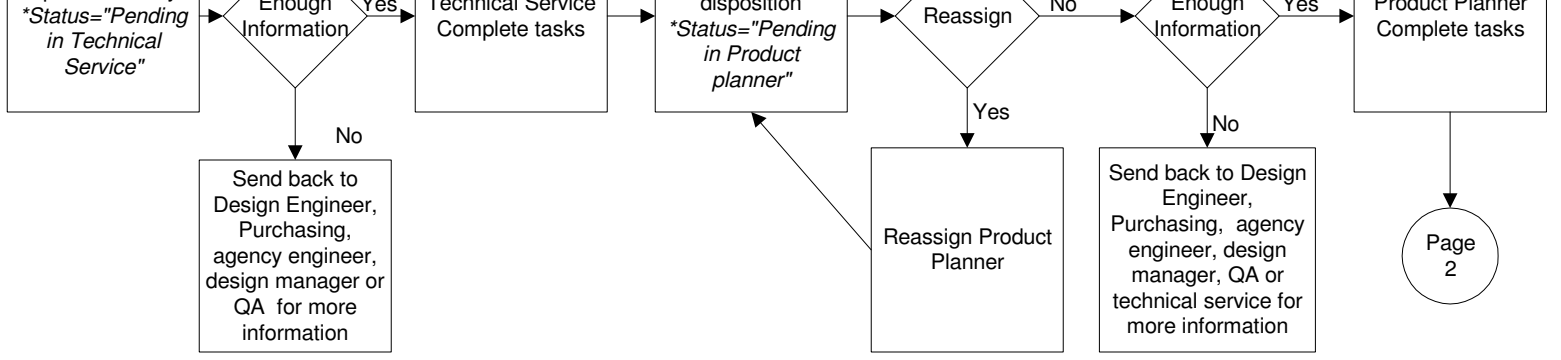 *Status="Pending
in Technical
Service"
Enough
Information
Yes
Technical Service
Complete tasks
disposition
*Status="Pending
in Product
planner"
Reassign
No
Enough
Information
Yes
Product Planner
Complete tasks
No
Yes
No
Send back to
Design Engineer,
Purchasing,
agency engineer,
design manager or
QA for more
information
Reassign Product
Planner
Send back to Design
Engineer,
Purchasing, agency
engineer, design
manager, QA or
technical service for
more information
Page
2